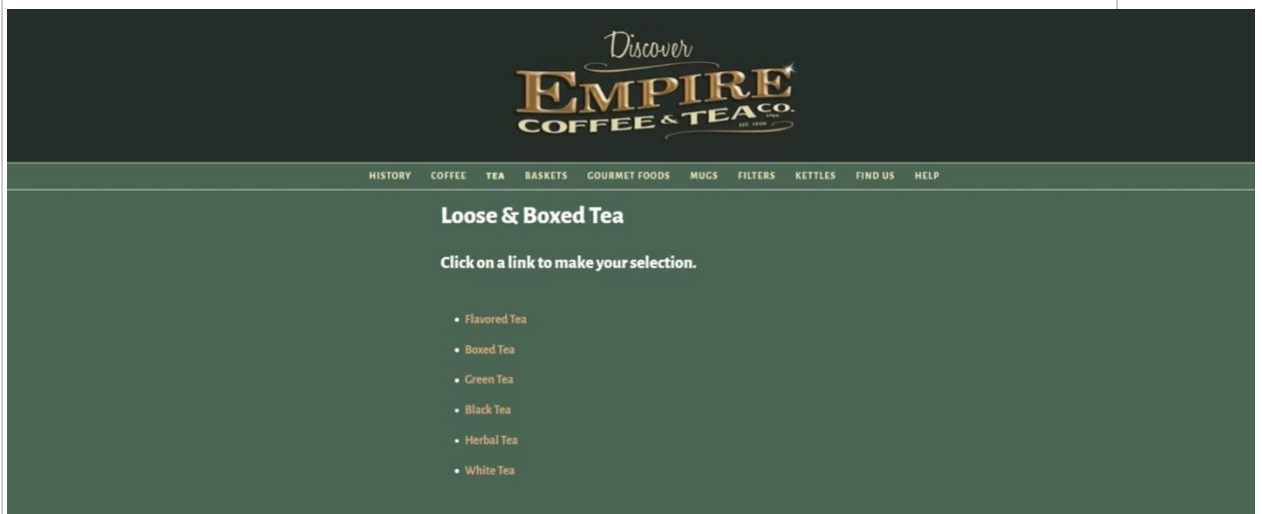 Discover
EMPIRE
COFFEE & TEA CO.
HISTORY COFFEE TEA BASKETS GOURMET FOODS MUGS FILTERS KETTLES FIND US HELP
Loose & Boxed Tea
Click on a link to make your selection.
• Flavored Tea
• Boxed Tea
• Green Tea
• Black Tea
• Herbal Tea
• White Tea